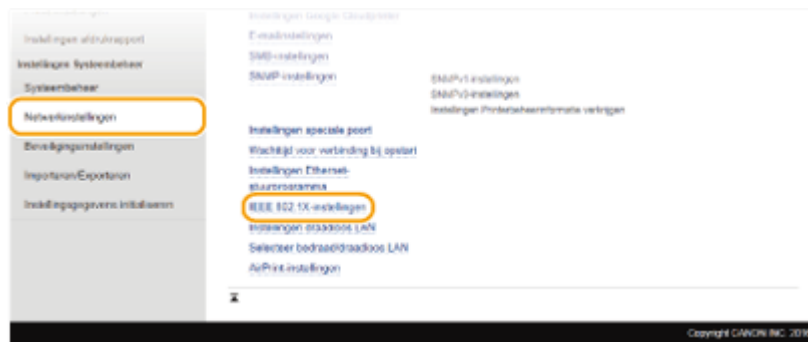 Instellingen afdrukrapport
Instellingen Systeembeheer
Systeembeheer
Netwerkinstellingen
Beveiligingsinstellingen
Importeren/Exporteren
Instellingsgegevens initialiseren
Instellingen Google Cloudprinter
E-mailinstellingen
SMB-instellingen
SNMP-instellingen
SNMPv1-instellingen
SNMPv3-instellingen
Instellingen Printerbeheerinformatie verkrijgen
Instellingen speciale poort
Wachttijd voor verbinding bij opstart
Instellingen Ethernet-
stuurprogramma
IEEE 802.1X-instellingen
Instellingen draadloos LAN
Selecteer bedraad/draadloos LAN
AirPrint-instellingen
Copyright CANON INC. 2016